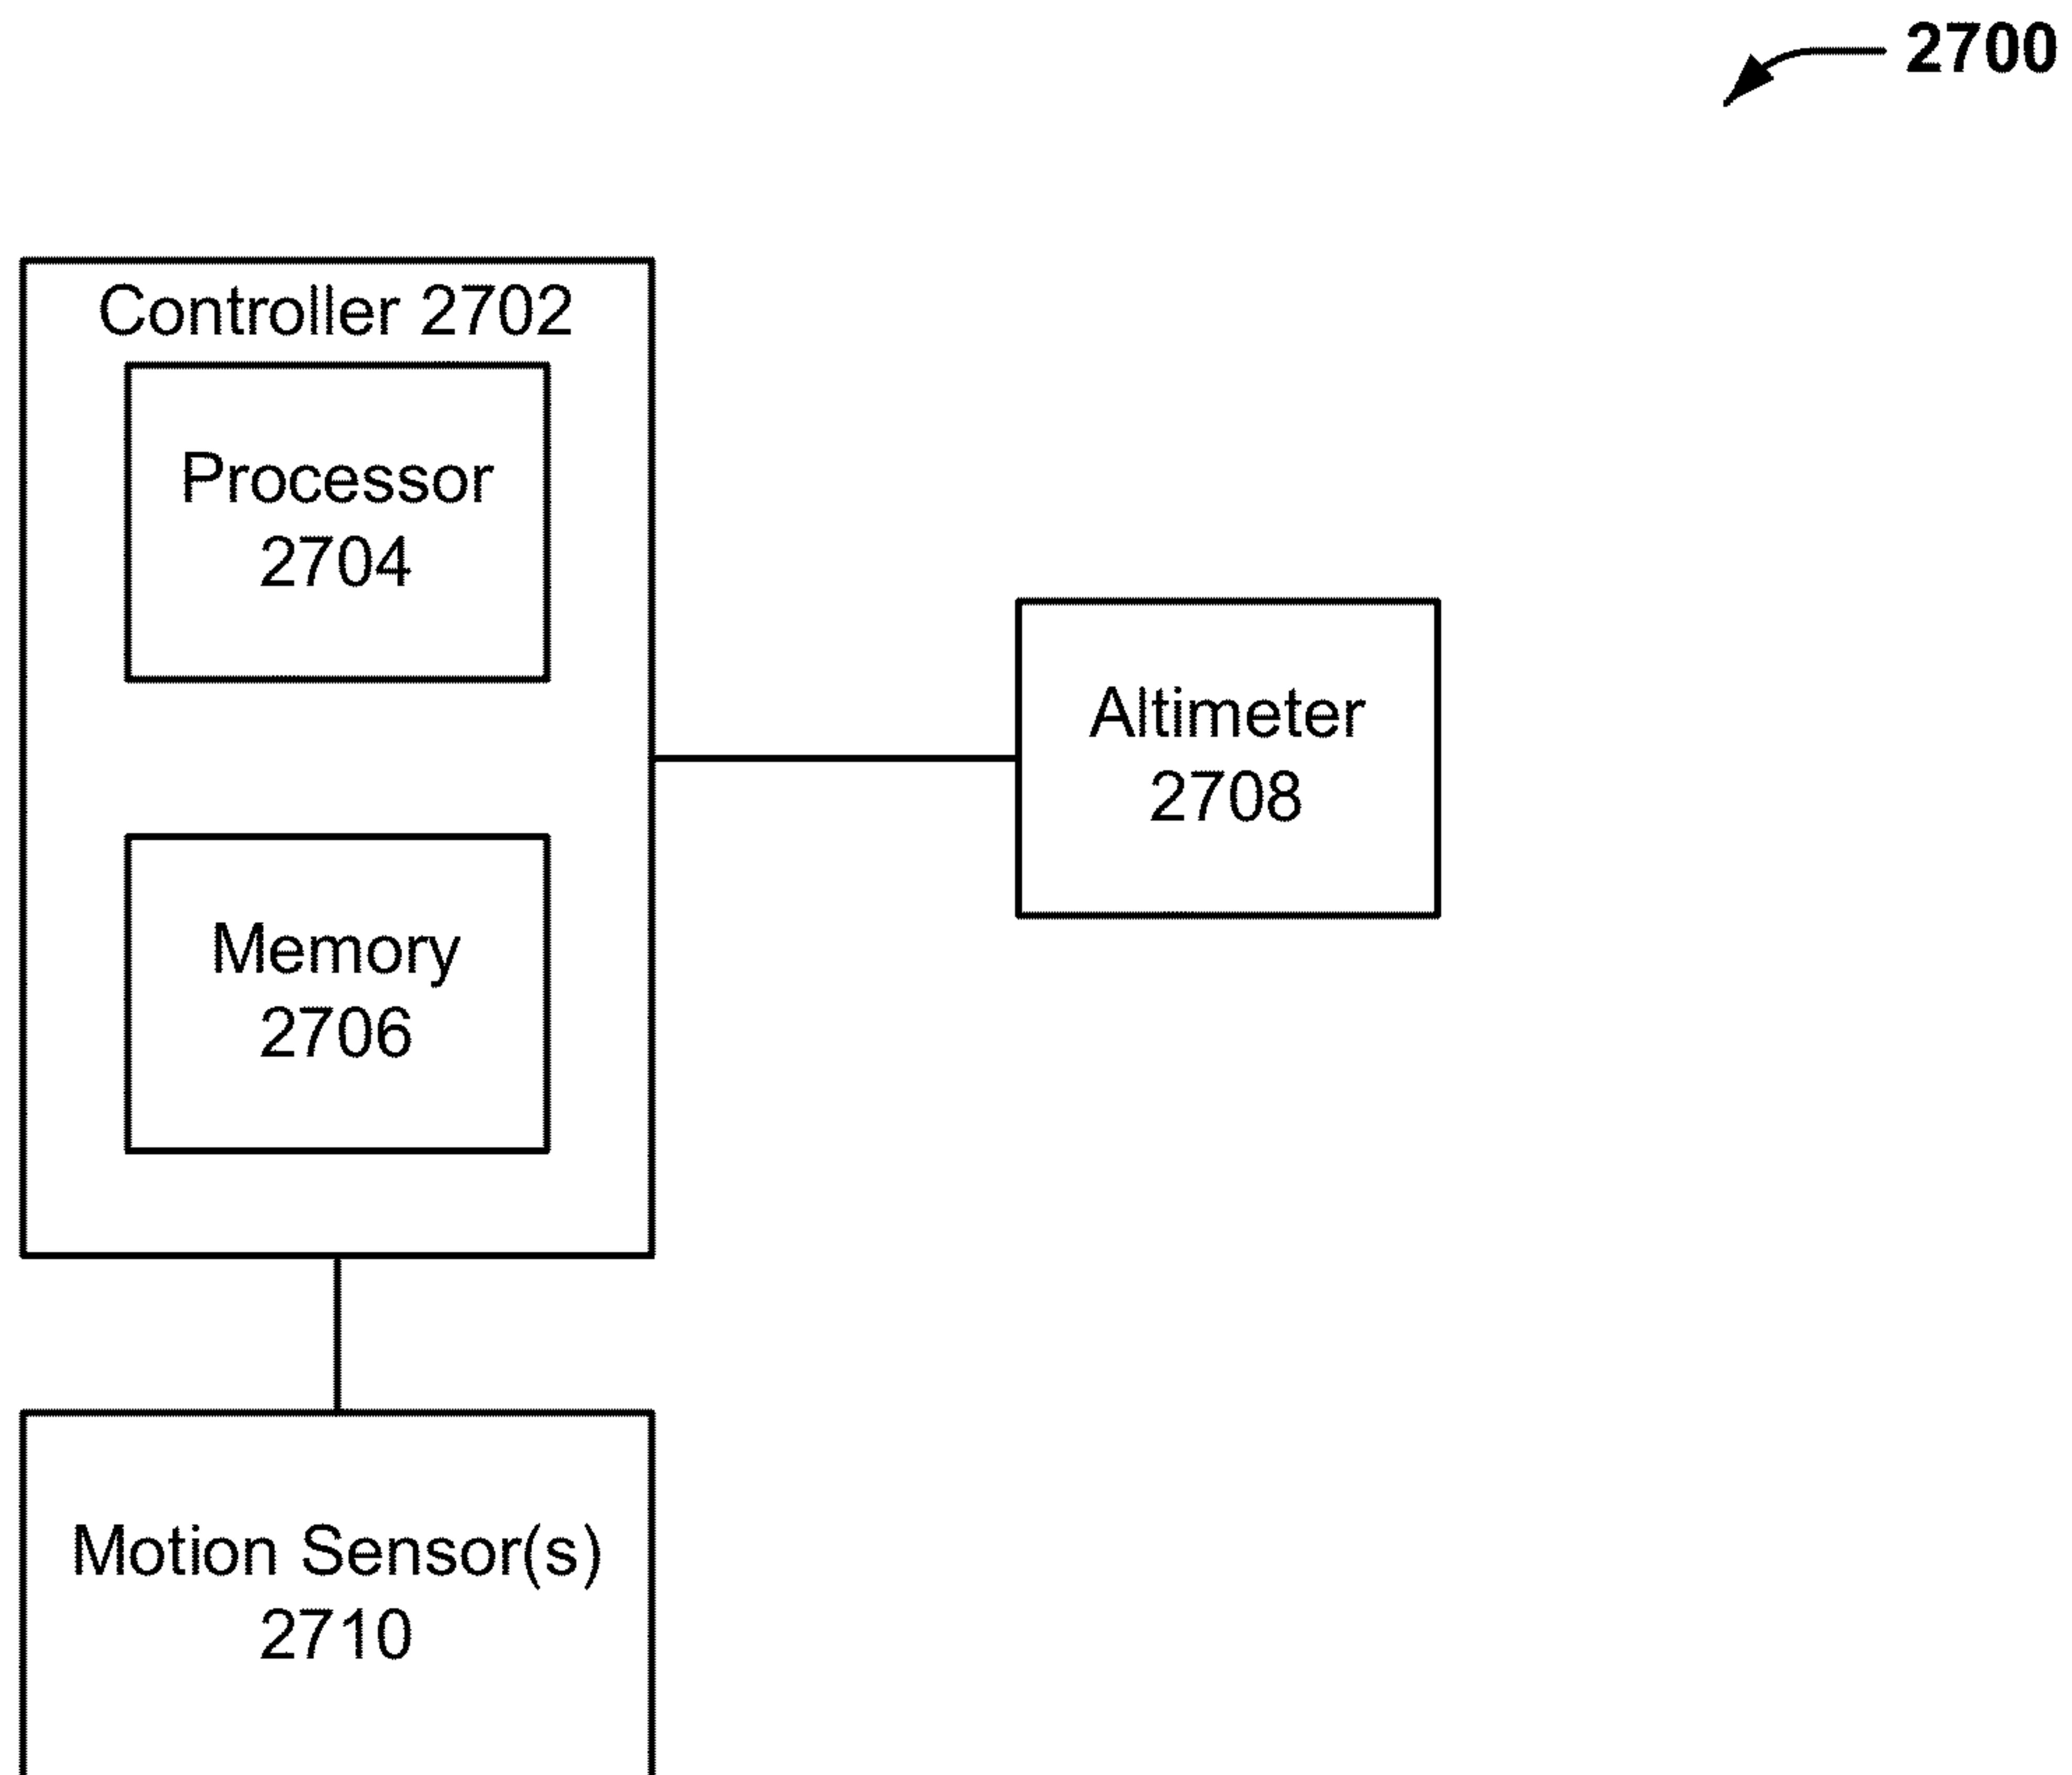 2700
Controller 2702
Processor
2704
Altimeter
2708
Memory
2706
Motion Sensor(s)
2710